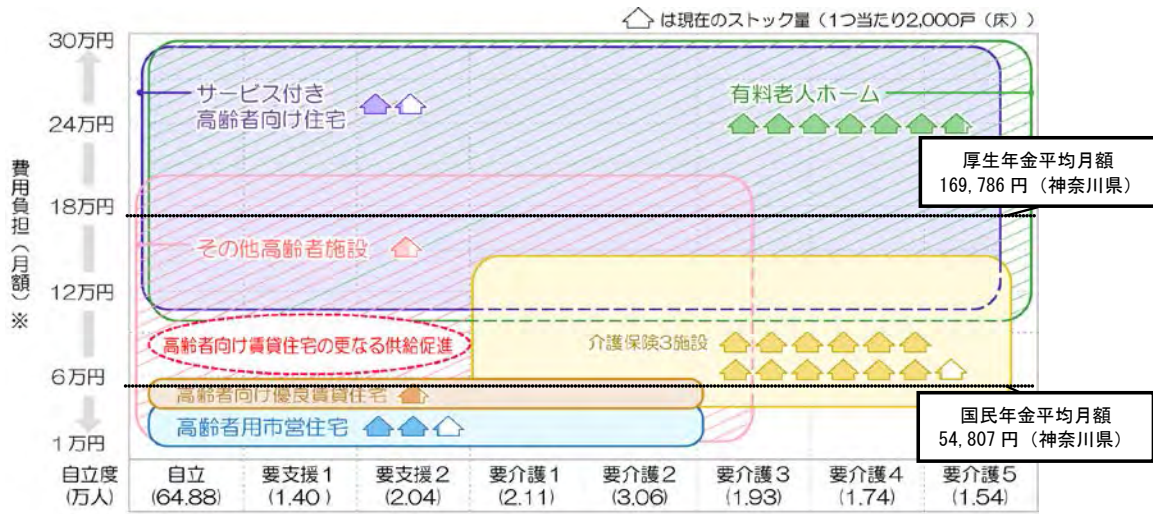 は現在のストック量（1つ当たり2,000戸（床））
30万円
24万円
18万円
12万円
6万円
1万円
費用負担（月額）※
サービス付き
高齢者向け住宅
有料老人ホーム
厚生年金平均月額
169,786円（神奈川県）
その他高齢者施設
高齢者向け賃貸住宅の更なる供給促進
介護保険3施設
高齢者向け優良賃貸住宅
高齢者用市営住宅
国民年金平均月額
54,807円（神奈川県）
自立度 自立 要支援1 要支援2 要介護1 要介護2 要介護3 要介護4 要介護5
(万人) (64.88) (1.40) (2.04) (2.11) (3.06) (1.93) (1.74) (1.54)